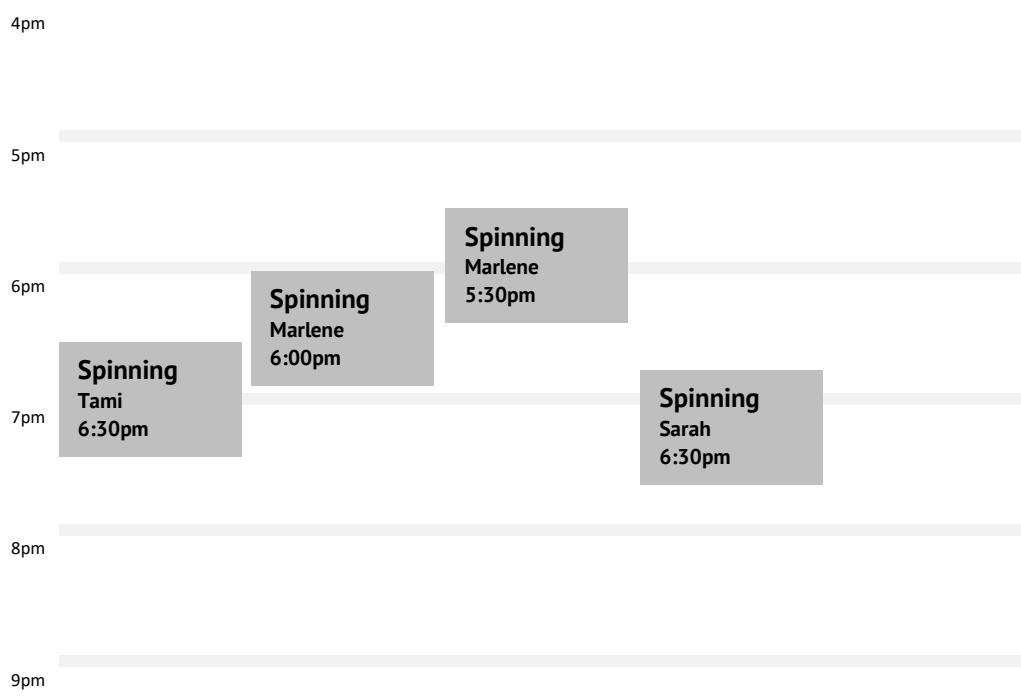 4pm
5pm
6pm
7pm
8pm
9pm
Spinning
Tami
6:30pm
Spinning
Marlene
6:00pm
Spinning
Marlene
5:30pm
Spinning
Sarah
6:30pm